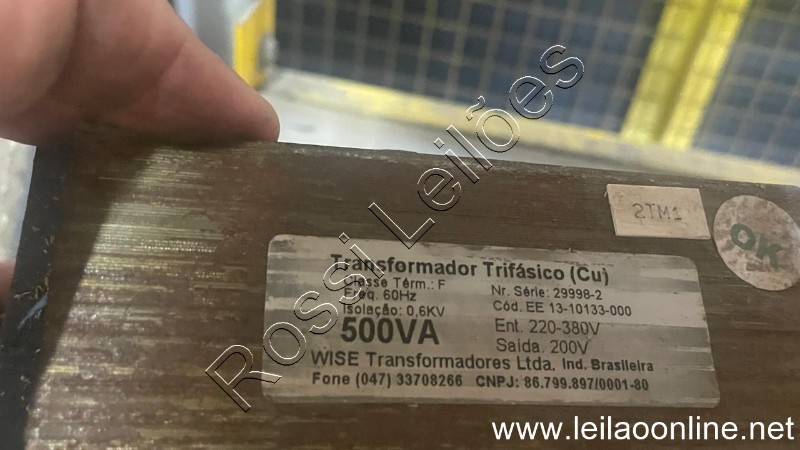 Rossi Leilões
2TM1
OK
Transformador Trifásico (Cu)
Classe Térm.: F
Nr. Série: 29998-2
Freq. 60Hz
Cód. EE 13-10133-000
Isolação: 0,6KV
500VA
Ent. 220-380V
Saída. 200V
WISE Transformadores Ltda. Ind. Brasileira
Fone (047) 33708266 CNPJ: 86.799.897/0001-80
www.leilaoonline.net